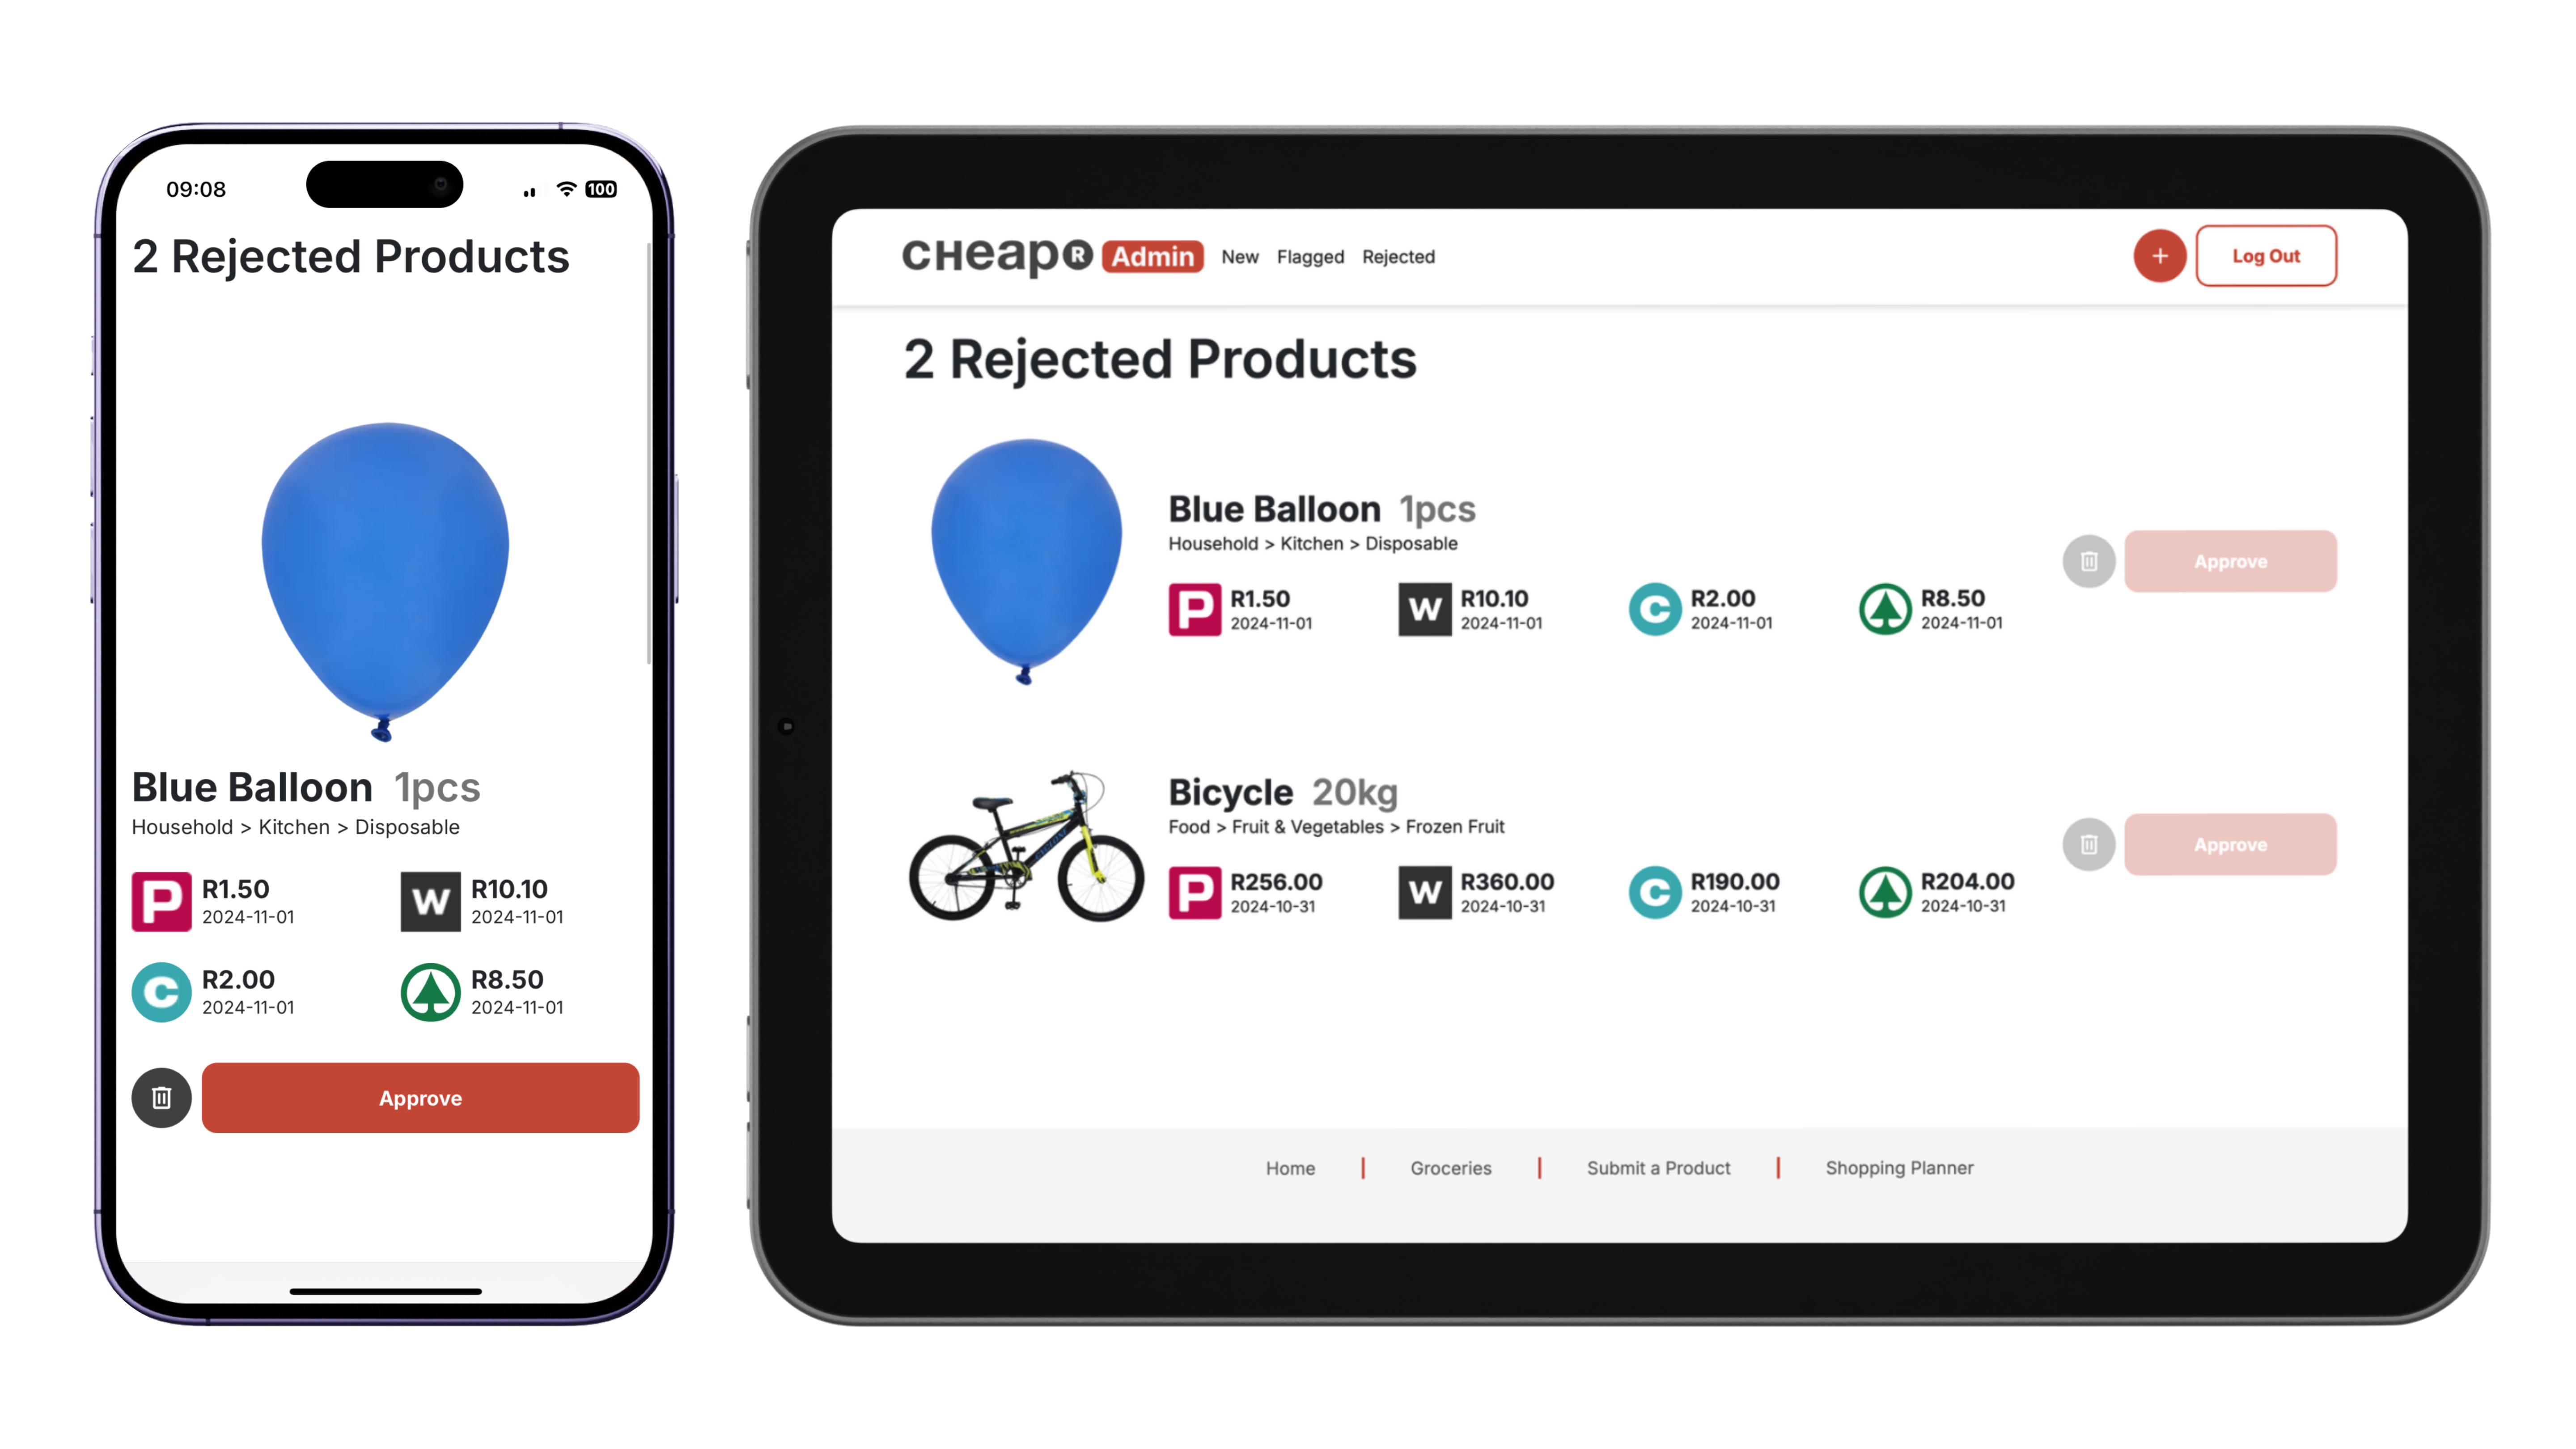 09:08
100
2 Rejected Products
Blue Balloon 1pcs
Household > Kitchen > Disposable
P R1.50 W R10.10
2024-11-01 2024-11-01
C R2.00 R8.50
2024-11-01 2024-11-01
Approve
cHeapR Admin New Flagged Rejected + Log Out
2 Rejected Products
Blue Balloon 1pcs
Household > Kitchen > Disposable
P R1.50 W R10.10 C R2.00 R8.50
2024-11-01 2024-11-01 2024-11-01 2024-11-01
Approve
Bicycle 20kg
Food > Fruit & Vegetables > Frozen Fruit
P R256.00 W R360.00 C R190.00 R204.00
2024-10-31 2024-10-31 2024-10-31 2024-10-31
Approve
Home | Groceries | Submit a Product | Shopping Planner